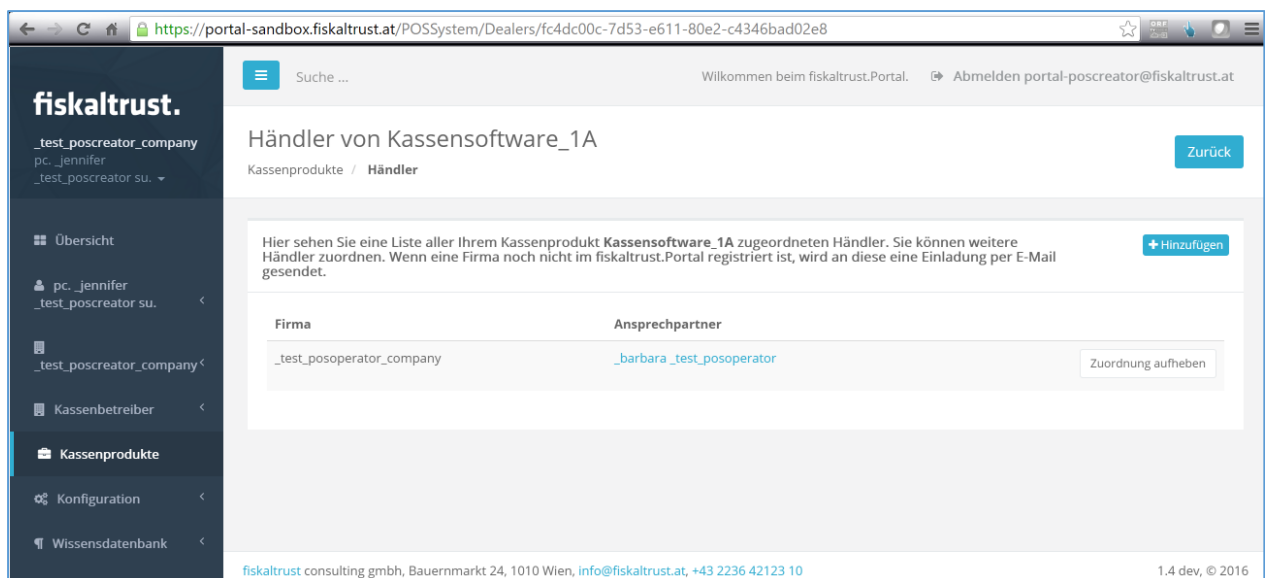 https://portal-sandbox.fiskaltrust.at/POSSystem/Dealers/fc4dc00c-7d53-e611-80e2-c4346bad02e8
fiskaltrust.
_test_poscreator_company
pc. _jennifer
_test_poscreator su.
Übersicht
pc. _jennifer
_test_poscreator su.
_test_poscreator_company
Kassenbetreiber
Kassenprodukte
Konfiguration
Wissensdatenbank
Suche ...
Wilkommen beim fiskaltrust.Portal.
Abmelden portal-poscreator@fiskaltrust.at
Händler von Kassensoftware_1A
Kassenprodukte / Händler
Zurück
Hier sehen Sie eine Liste aller Ihrem Kassenprodukt Kassensoftware_1A zugeordneten Händler. Sie können weitere
Händler zuordnen. Wenn eine Firma noch nicht im fiskaltrust.Portal registriert ist, wird an diese eine Einladung per E-Mail
gesendet.
+ Hinzufügen
Firma Ansprechpartner
_test_posoperator_company _barbara _test_posoperator Zuordnung aufheben
fiskaltrust consulting gmbh, Bauernmarkt 24, 1010 Wien, info@fiskaltrust.at, +43 2236 42123 10
1.4 dev, © 2016